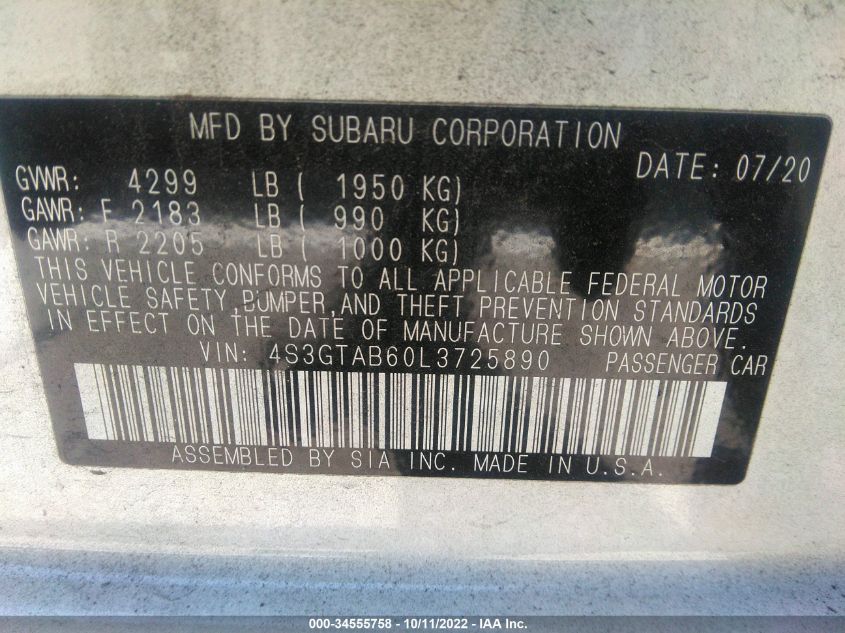 MFD BY SUBARU CORPORATION
DATE: 07/20
GVWR: 4299 LB ( 1950 KG)
GAWR: F 2183 LB ( 990 KG)
GAWR: R 2205 LB ( 1000 KG)
THIS VEHICLE CONFORMS TO ALL APPLICABLE FEDERAL MOTOR
VEHICLE SAFETY, BUMPER, AND THEFT PREVENTION STANDARDS
IN EFFECT ON THE DATE OF MANUFACTURE SHOWN ABOVE.
VIN: 4S3GTAB60L3725890 PASSENGER CAR
ASSEMBLED BY SIA INC. MADE IN U.S.A.
000-34555758 - 10/11/2022 - IAA Inc.